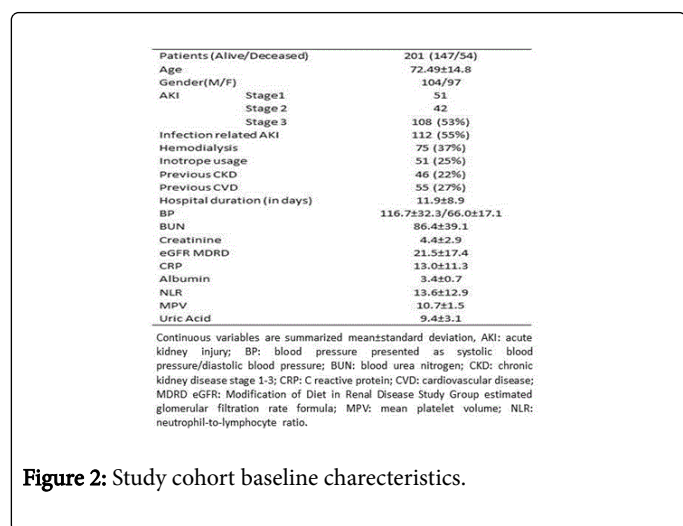 Patients (Alive/Deceased) 201 (147/54)
Age 72.49±14.8
Gender(M/F) 104/97
AKI Stage1 51
Stage 2 42
Stage 3 108 (53%)
Infection related AKI 112 (55%)
Hemodialysis 75 (37%)
Inotrope usage 51 (25%)
Previous CKD 46 (22%)
Previous CVD 55 (27%)
Hospital duration (in days) 11.9±8.9
BP 116.7±32.3/66.0±17.1
BUN 86.4±39.1
Creatinine 4.4±2.9
eGFR MDRD 21.5±17.4
CRP 13.0±11.3
Albumin 3.4±0.7
NLR 13.6±12.9
MPV 10.7±1.5
Uric Acid 9.4±3.1
Continuous variables are summarized mean±standard deviation, AKI: acute
kidney injury; BP: blood pressure presented as systolic blood
pressure/diastolic blood pressure; BUN: blood urea nitrogen; CKD: chronic
kidney disease stage 1-3; CRP: C reactive protein; CVD: cardiovascular disease;
MDRD eGFR: Modification of Diet in Renal Disease Study Group estimated
glomerular filtration rate formula; MPV: mean platelet volume; NLR:
neutrophil-to-lymphocyte ratio.
Figure 2: Study cohort baseline charecteristics.